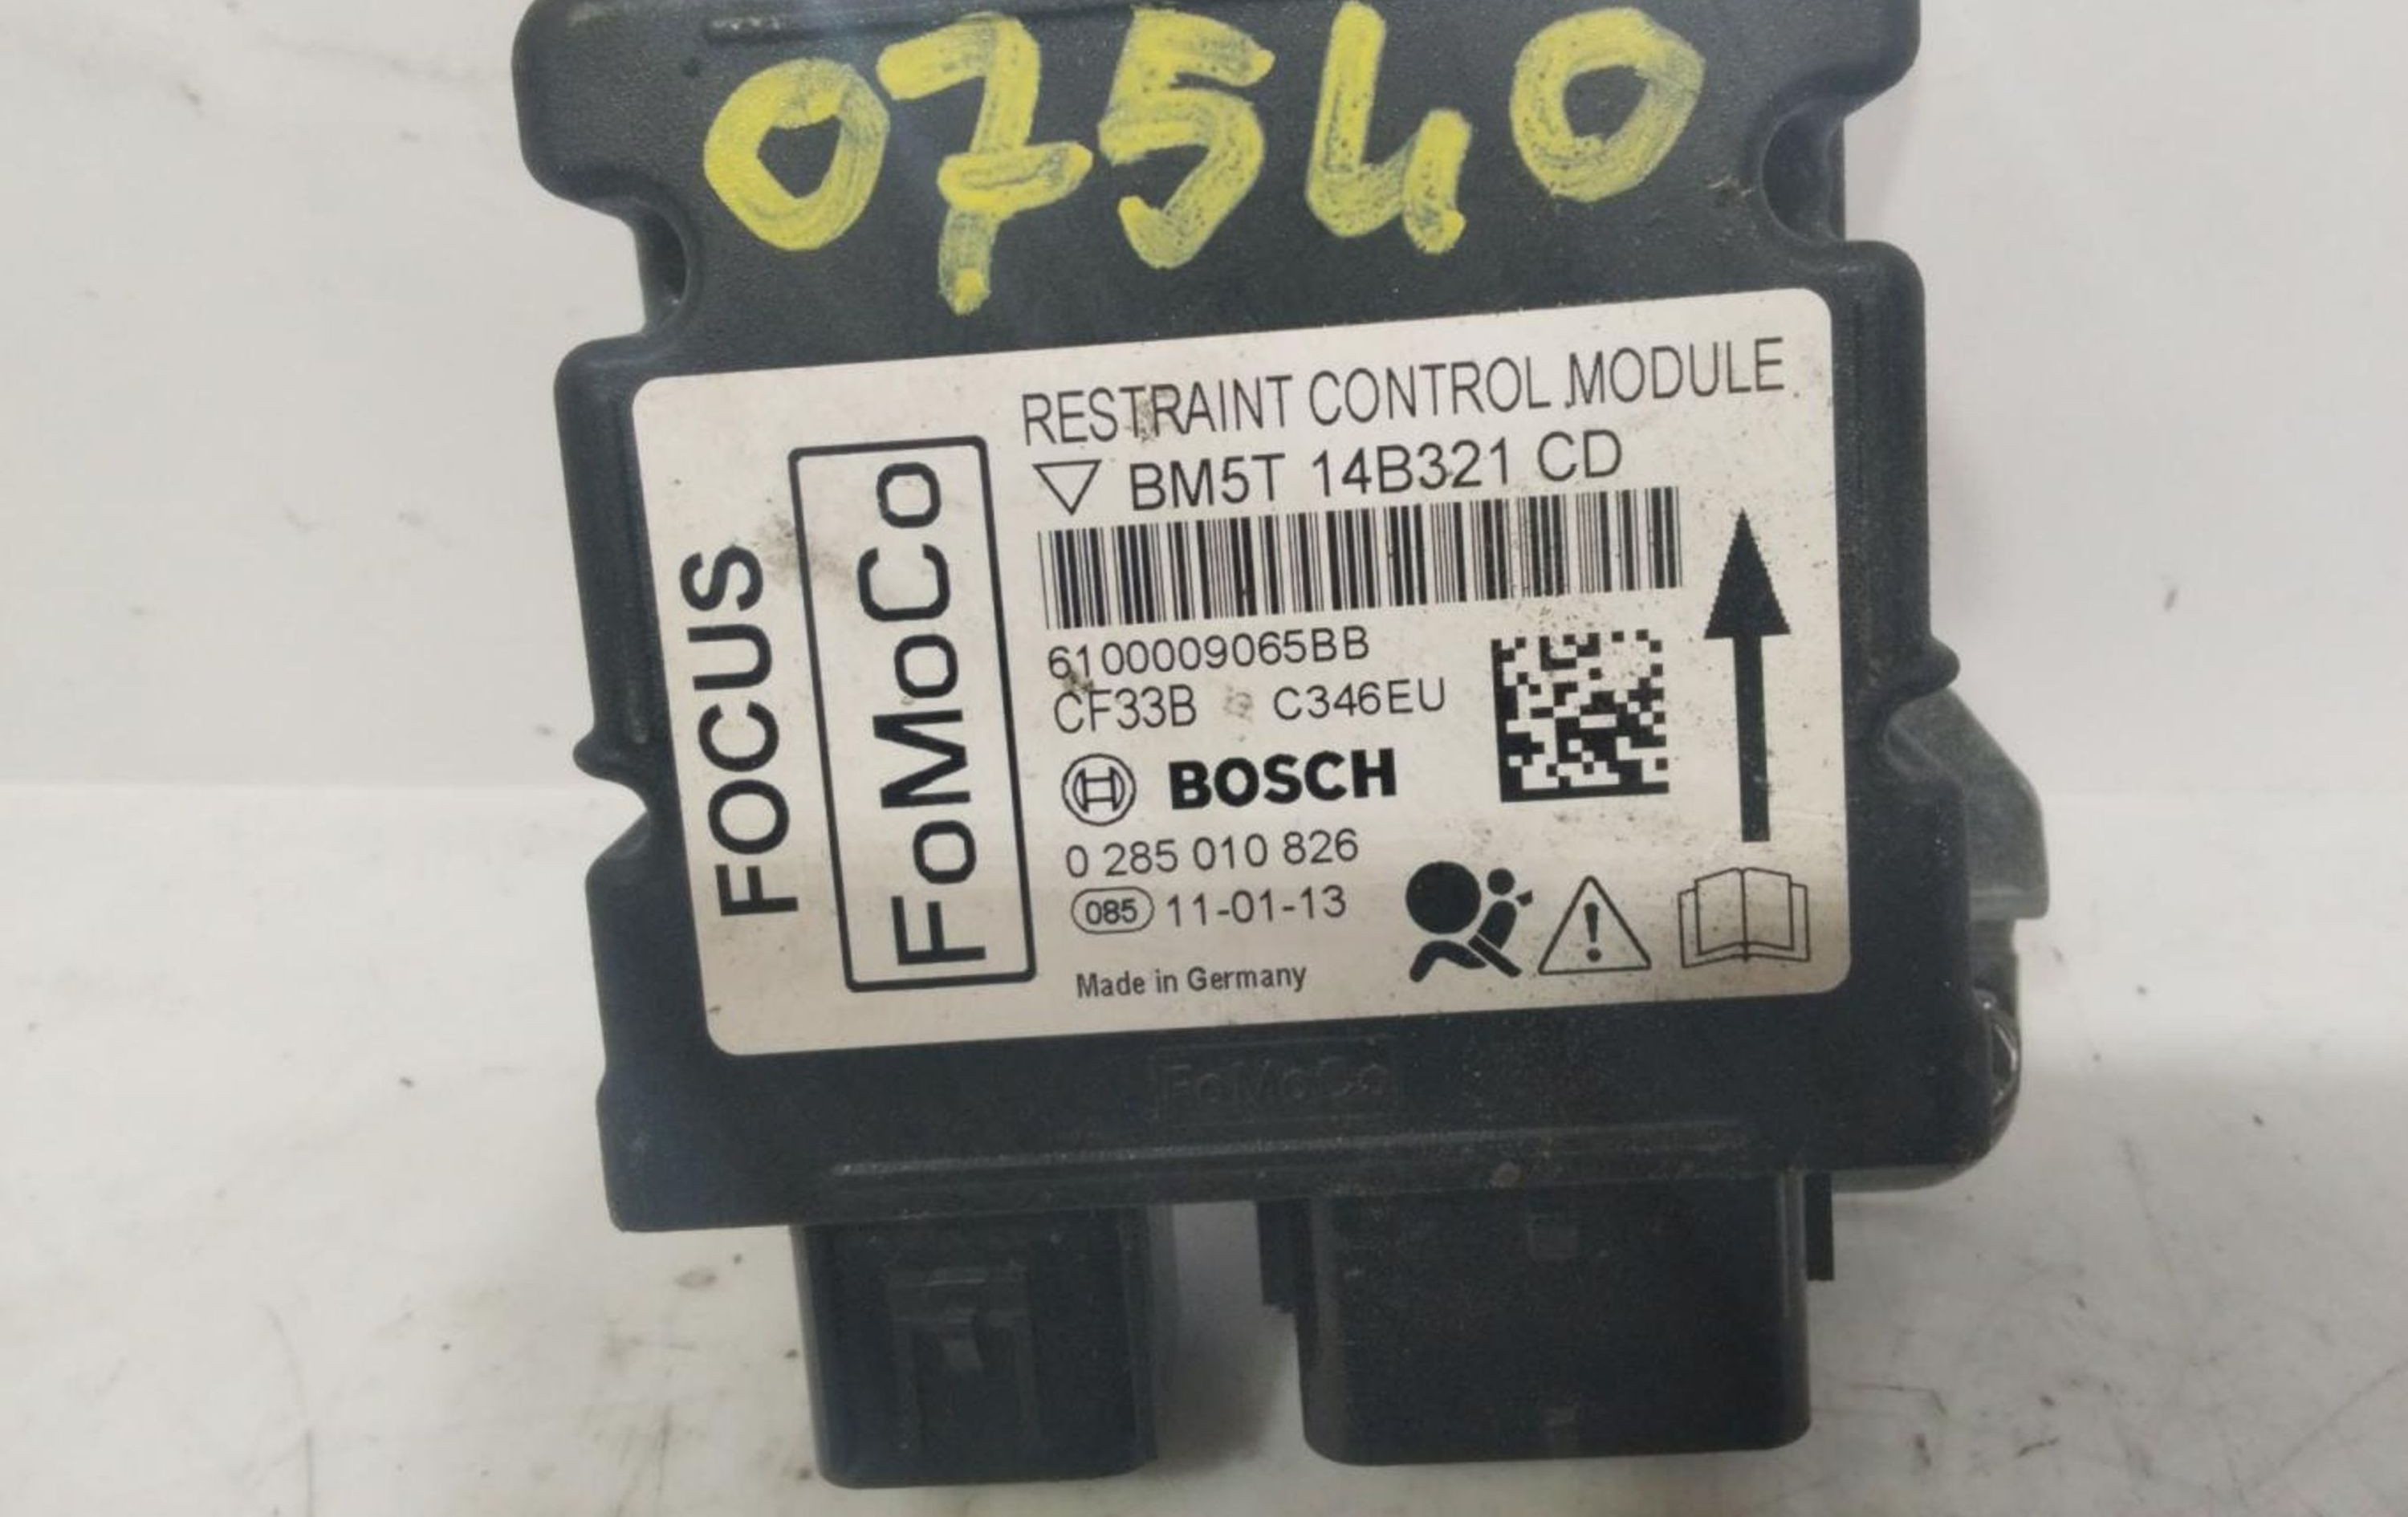 07540
RESTRAINT CONTROL MODULE
BM5T 14B321 CD
6100009065BB
CF33B C346EU
BOSCH
0 285 010 826
085 11-01-13
Made in Germany
FOCUS
FoMoCo
FoMoCo